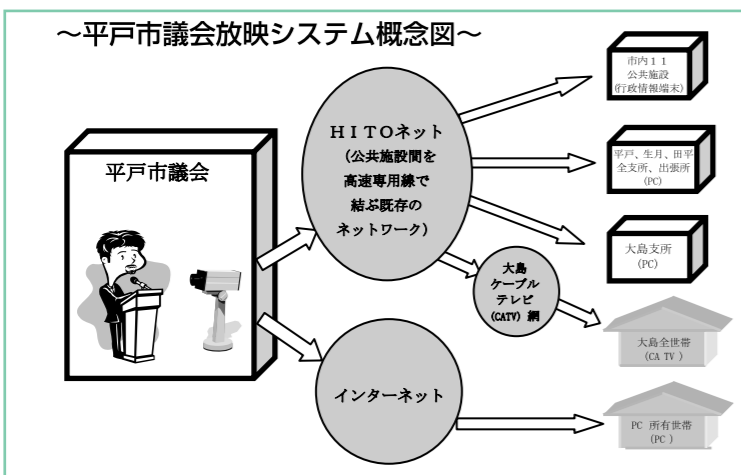 ～平戸市議会放映システム概念図～
平戸市議会
ＨＩＴＯネット
(公共施設間を
高速専用線で
結ぶ既存の
ネットワーク)
インターネット
大島
ケーブル
テレビ
(CATV) 網
市内１１
公共施設
(行政情報端末)
平戸、生月、田平
全支所、出張所
(PC)
大島支所
(PC)
大島全世帯
(CA TV )
PC 所有世帯
(PC )